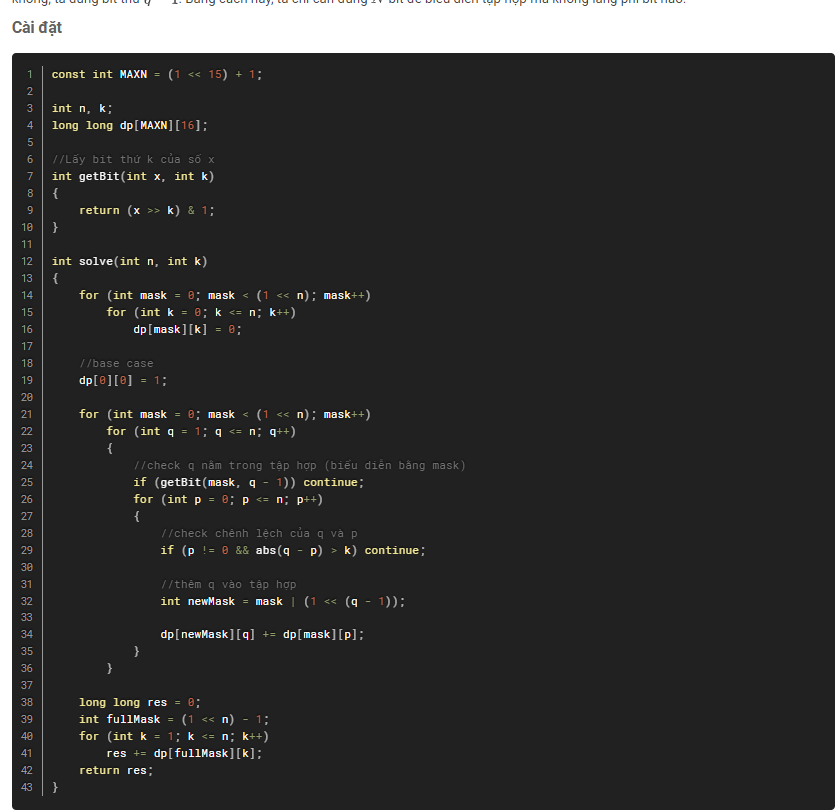 Cài đặt
1 const int MAXN = (1 << 15) + 1;
2
3 int n, k;
4 long long dp[MAXN][16];
5
6 //Lấy bit thứ k của số x
7 int getBit(int x, int k)
8 {
9 return (x >> k) & 1;
10 }
11
12 int solve(int n, int k)
13 {
14 for (int mask = 0; mask < (1 << n); mask++)
15 for (int k = 0; k <= n; k++)
16 dp[mask][k] = 0;
17
18 //base case
19 dp[0][0] = 1;
20
21 for (int mask = 0; mask < (1 << n); mask++)
22 for (int q = 1; q <= n; q++)
23 {
24 //check q nằm trong tập hợp (biểu diễn bằng mask)
25 if (getBit(mask, q - 1)) continue;
26 for (int p = 0; p <= n; p++)
27 {
28 //check chênh lệch của q và p
29 if (p != 0 && abs(q - p) > k) continue;
30
31 //thêm q vào tập hợp
32 int newMask = mask | (1 << (q - 1));
33
34 dp[newMask][q] += dp[mask][p];
35 }
36 }
37
38 long long res = 0;
39 int fullMask = (1 << n) - 1;
40 for (int k = 1; k <= n; k++)
41 res += dp[fullMask][k];
42 return res;
43 }